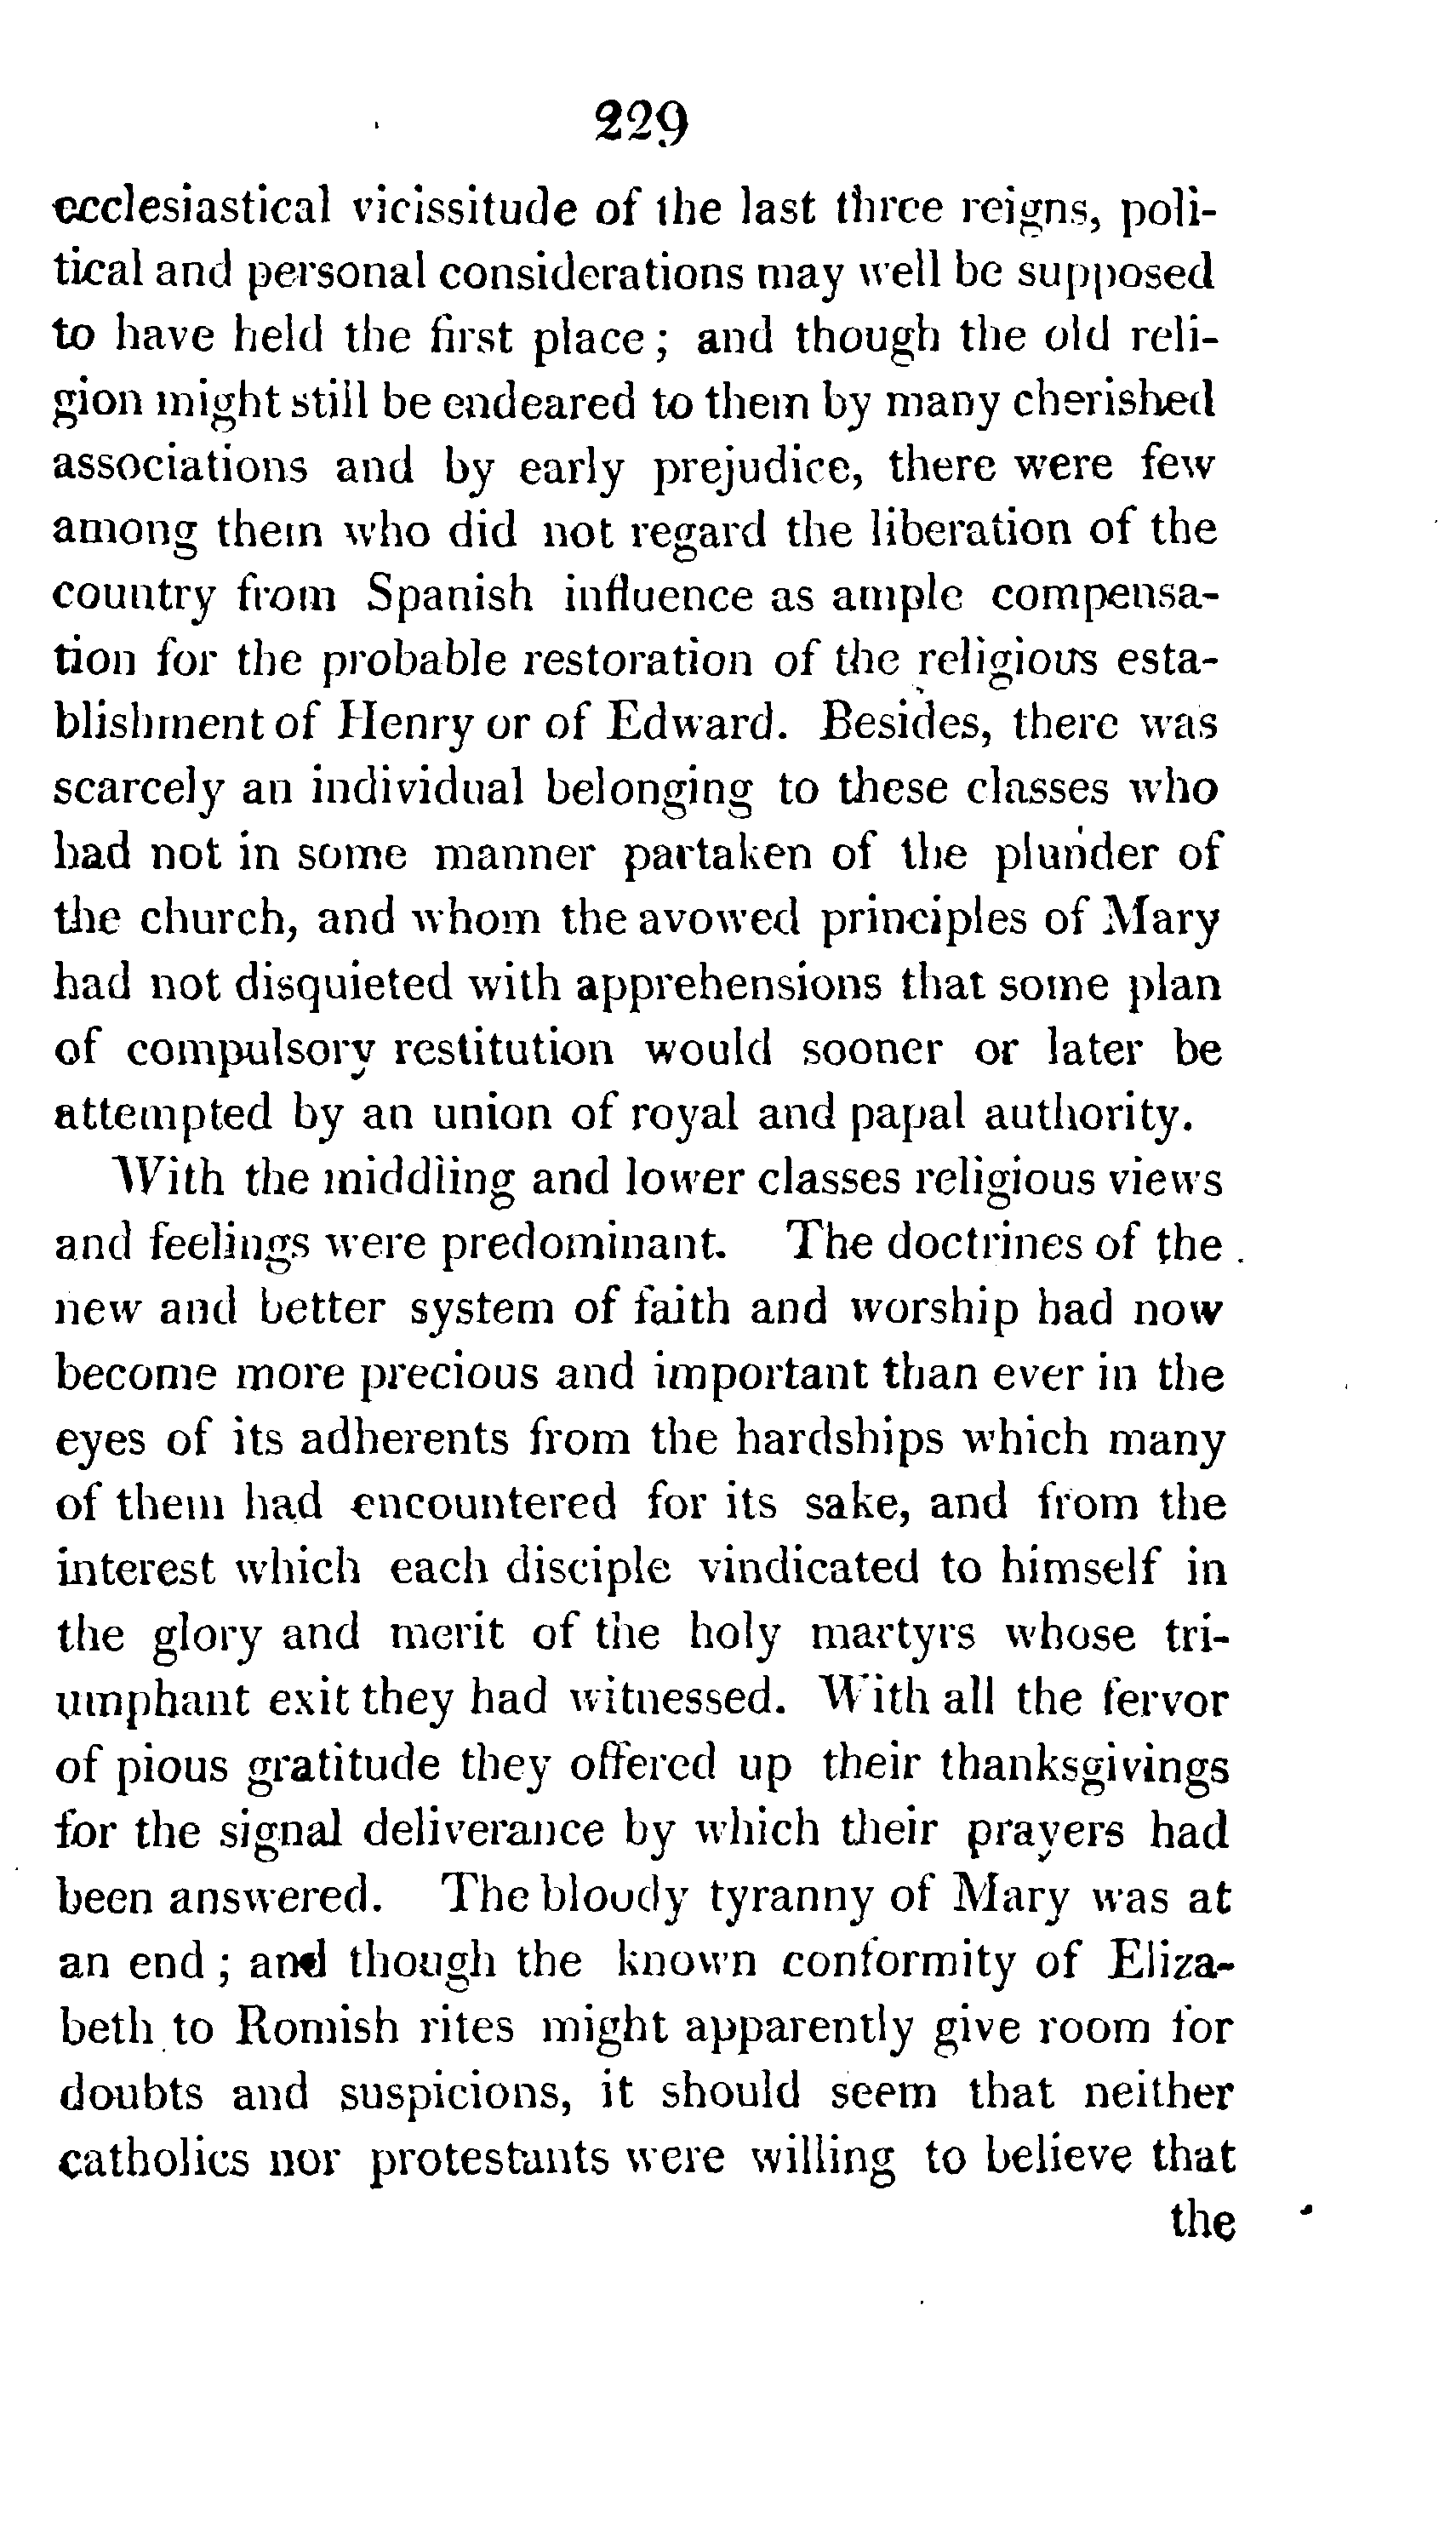 229
ecclesiastical vicissitude of the last three reigns, poli-
tical and personal considerations may well be supposed
to have held the first place; and though the old reli-
gion might still be endeared to them by many cherished
associations and by early prejudice, there were few
among them who did not regard the liberation of the
country from Spanish influence as ample compensa-
tion for the probable restoration of the religious esta-
blishment of Henry or of Edward. Besides, there was
scarcely an individual belonging to these classes who
had not in some manner partaken of the plunder of
the church, and whom the avowed principles of Mary
had not disquieted with apprehensions that some plan
of compulsory restitution would sooner or later be
attempted by an union of royal and papal authority.
With the middling and lower classes religious views
and feelings were predominant. The doctrines of the
new and better system of faith and worship had now
become more precious and important than ever in the
eyes of its adherents from the hardships which many
of them had encountered for its sake, and from the
interest which each disciple vindicated to himself in
the glory and merit of the holy martyrs whose tri-
umphant exit they had witnessed. With all the fervor
of pious gratitude they offered up their thanksgivings
for the signal deliverance by which their prayers had
been answered. The bloody tyranny of Mary was at
an end; and though the known conformity of Eliza-
beth to Romish rites might apparently give room for
doubts and suspicions, it should seem that neither
catholics nor protestants were willing to believe that
the